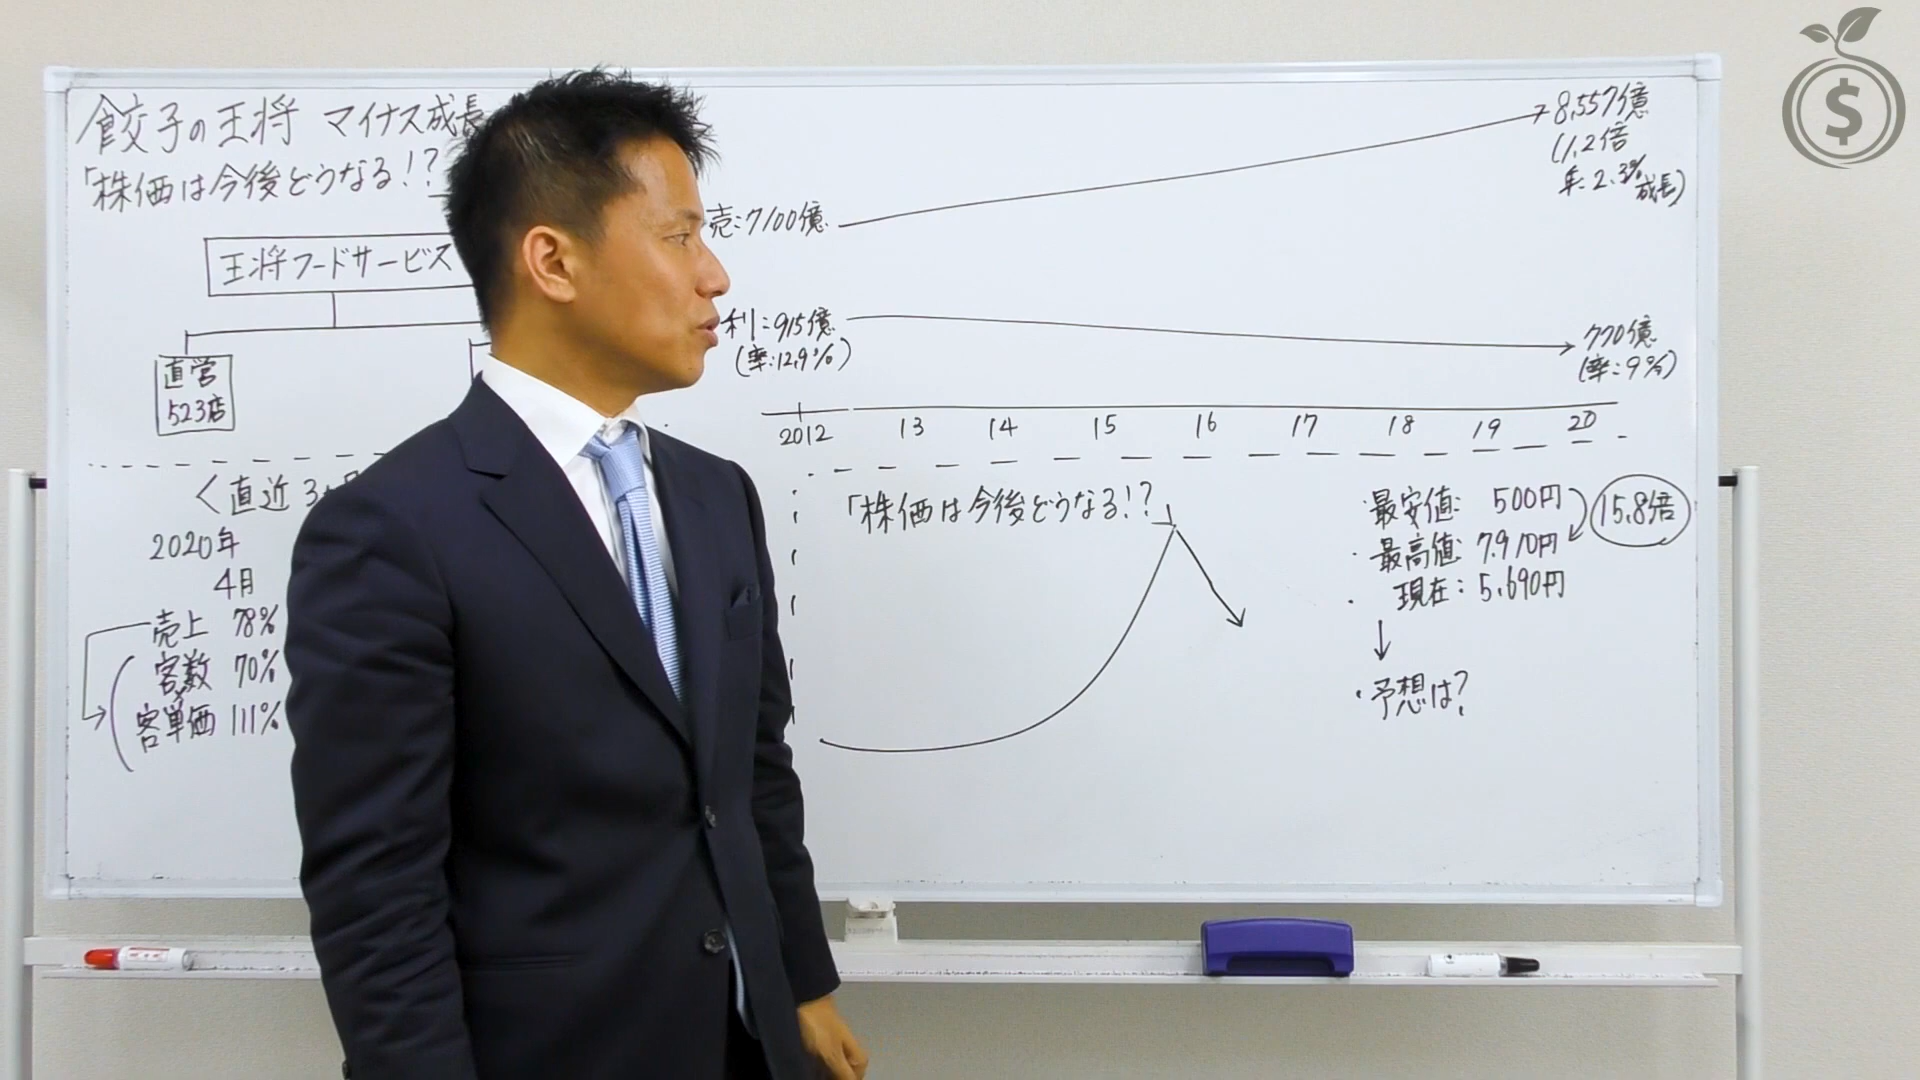 餃子の王将 マイナス成長
「株価は今後どうなる!?
王将フードサービス
直営
523店
<直近3
2020年
4月
売上 78%
客数 70%
×
客単価 111%
売:7100億
8,557億
(1.2倍
年:2.3%
成長)
利:915億
(率:12.9%)
770億
(率:9%)
2012 13 14 15 16 17 18 19 20
「株価は今後どうなる!?」
・最安値: 500円
15.8倍
・最高値: 7,910円
・現在: 5,690円
↓
・予想は?
$